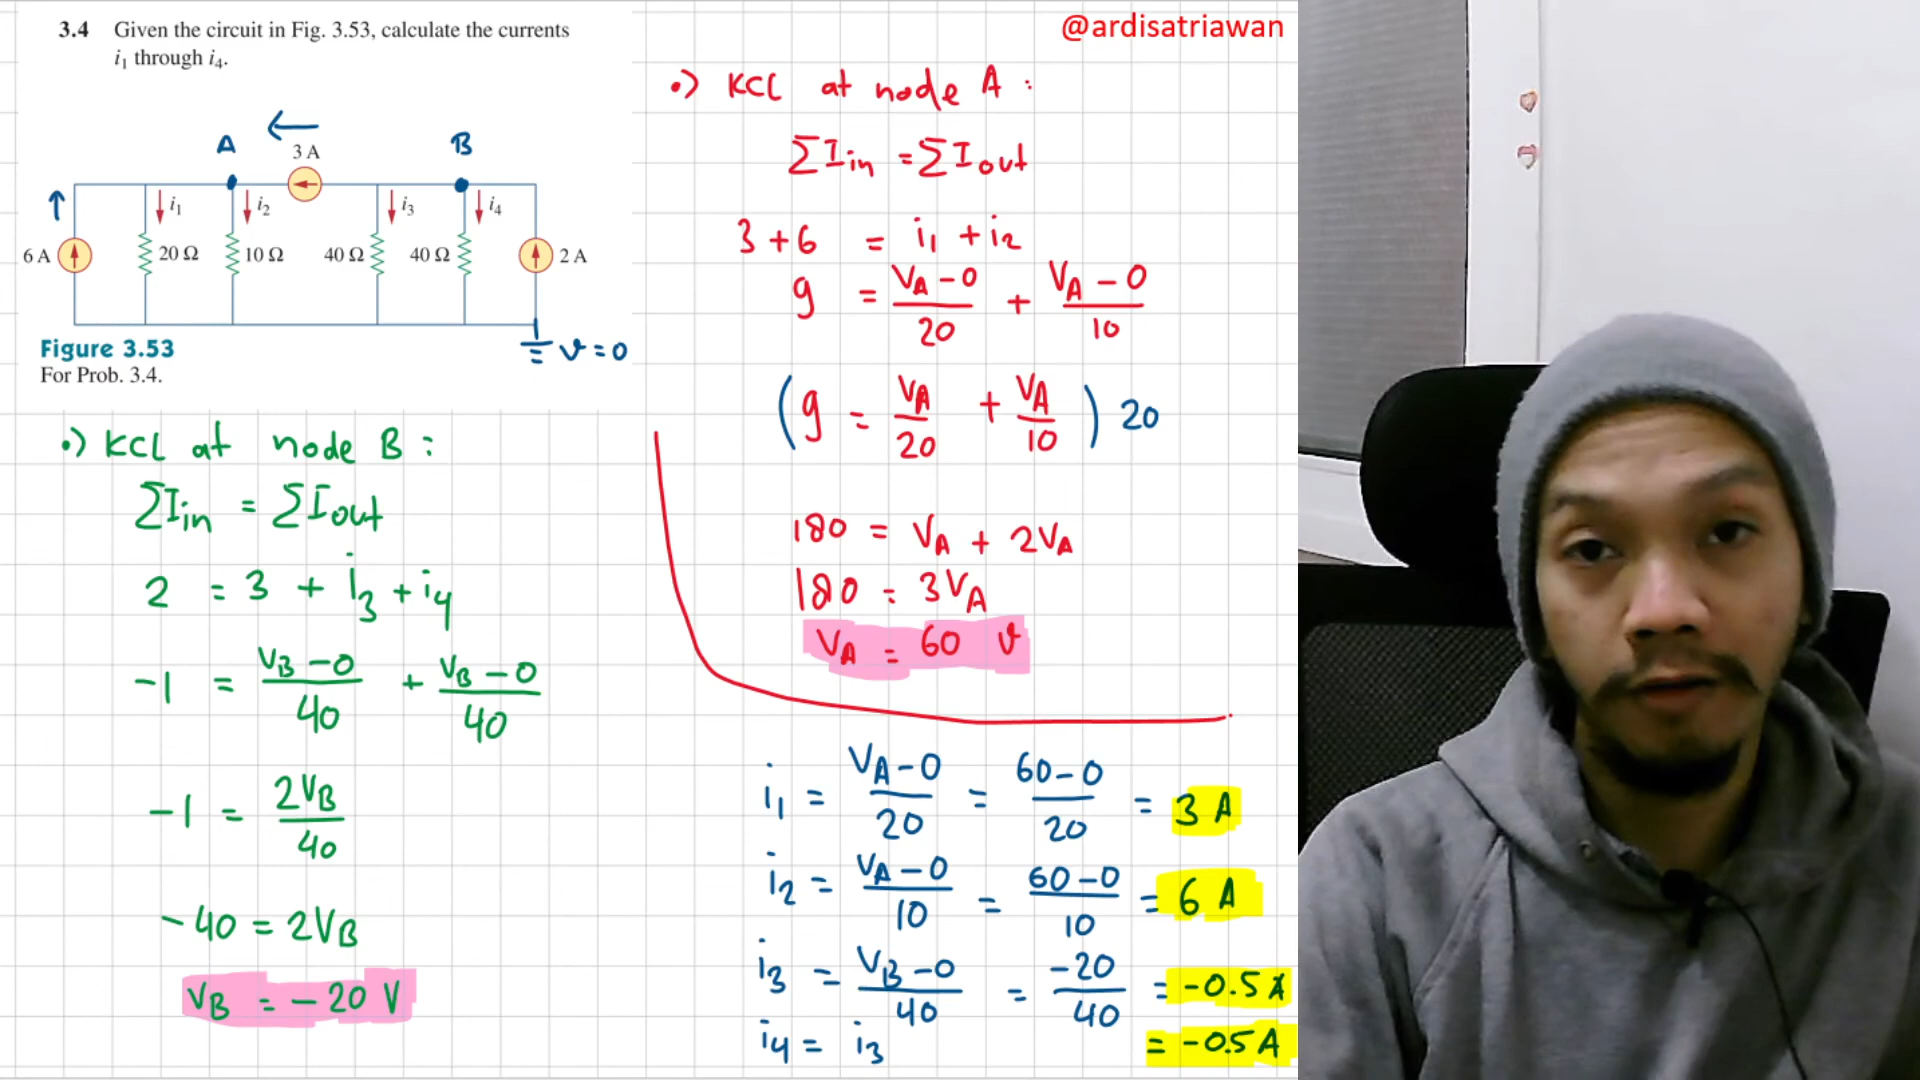 3.4 Given the circuit in Fig. 3.53, calculate the currents
i₁ through i₄.
A
3 A
B
i₁
i₂
i₃
i₄
6 A
20 Ω
10 Ω
40 Ω
40 Ω
2 A
v = 0
Figure 3.53
For Prob. 3.4.
•) KCL at node B :
ΣIin = ΣIout
2 = 3 + i₃ + i₄
-1 = (VB - 0)/40 + (VB - 0)/40
-1 = 2VB/40
-40 = 2VB
VB = -20 V
@ardisatriawan
•) KCL at node A :
ΣIin = ΣIout
3 + 6 = i₁ + i₂
9 = (VA - 0)/20 + (VA - 0)/10
(9 = VA/20 + VA/10) 20
180 = VA + 2VA
180 = 3VA
VA = 60 V
i₁ = (VA - 0)/20 = (60 - 0)/20 = 3 A
i₂ = (VA - 0)/10 = (60 - 0)/10 = 6 A
i₃ = (VB - 0)/40 = -20/40 = -0.5 A
i₄ = i₃ = -0.5 A